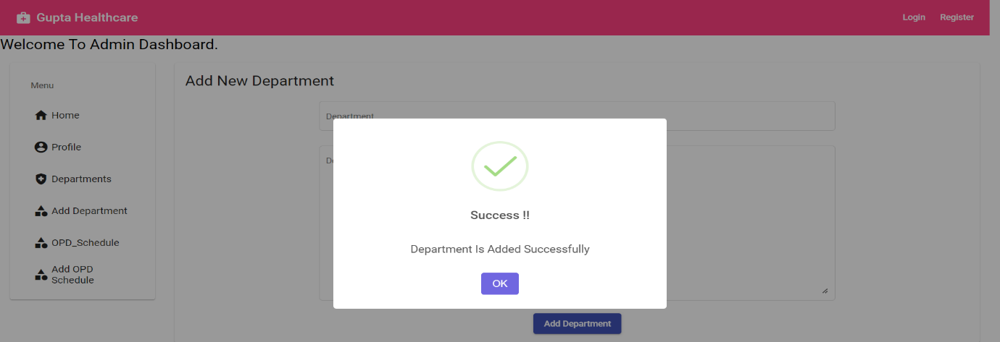 Gupta Healthcare
Login Register
Welcome To Admin Dashboard.
Menu
Home
Profile
Departments
Add Department
OPD_Schedule
Add OPD
Schedule
Add New Department
Department
Success !!
Department Is Added Successfully
OK
Add Department